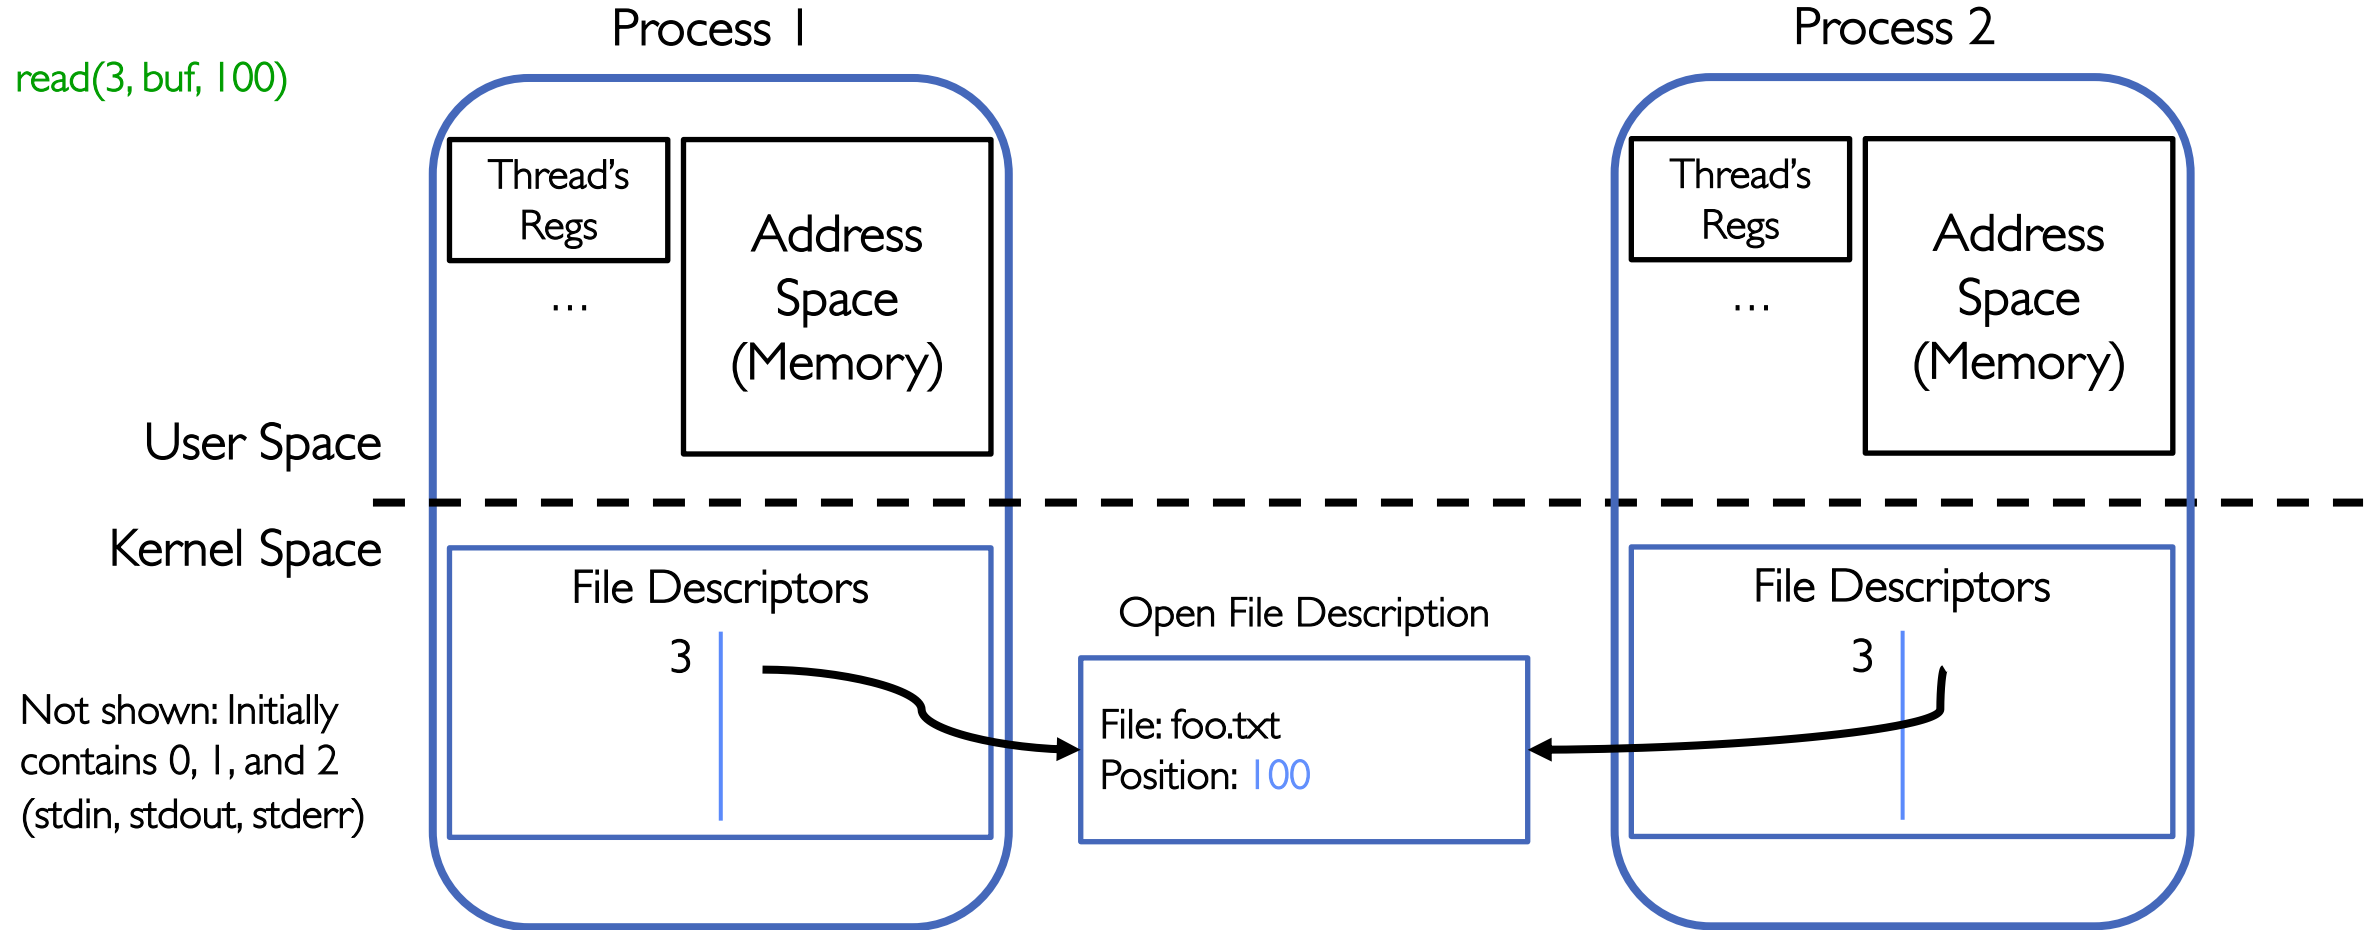 Process 1
Process 2
read(3, buf, 100)
Thread's
Regs
...
Address
Space
(Memory)
Thread's
Regs
...
Address
Space
(Memory)
User Space
Kernel Space
File Descriptors
3
Open File Description
File: foo.txt
Position: 100
File Descriptors
3
Not shown: Initially
contains 0, 1, and 2
(stdin, stdout, stderr)